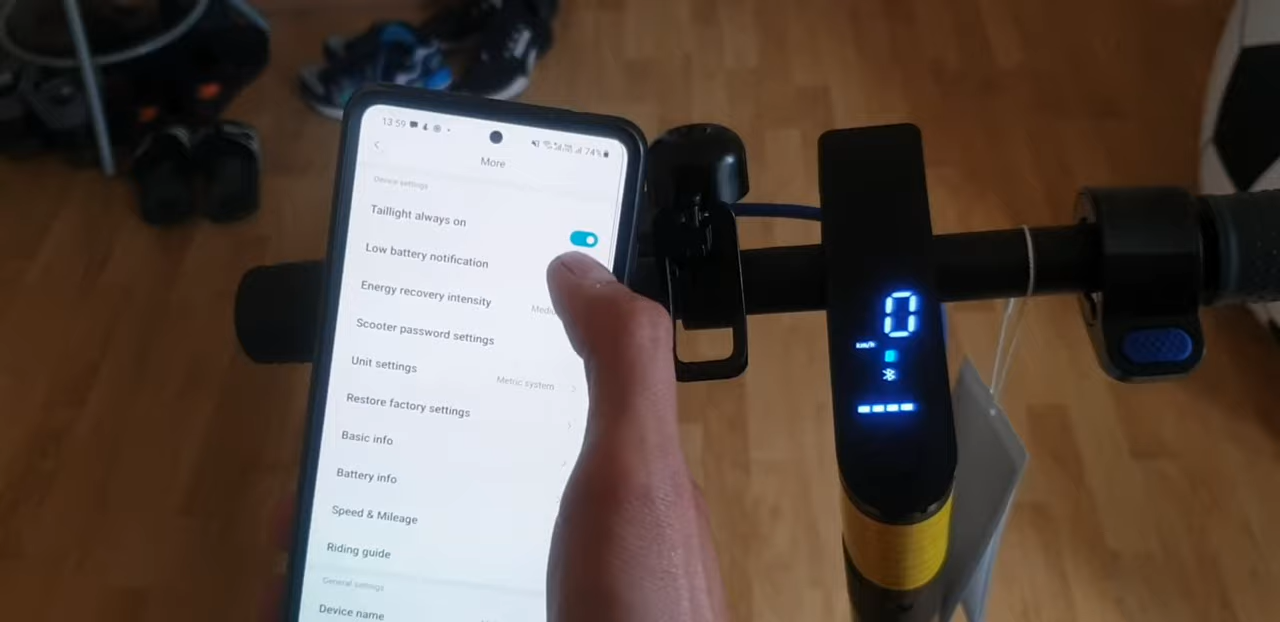 13 59
74%
More
Device settings
Taillight always on
Low battery notification
Energy recovery intensity
Scooter password settings
Unit settings
Metric system
Restore factory settings
Basic info
Battery info
Speed & Mileage
Riding guide
General settings
Device name
0
km/h